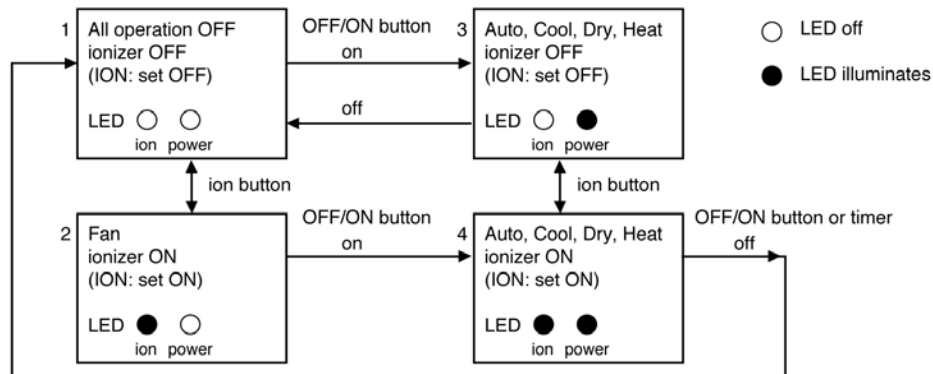 1
All operation OFF
ionizer OFF
(ION: set OFF)
LED
ion power
OFF/ON button
on
off
3
Auto, Cool, Dry, Heat
ionizer OFF
(ION: set OFF)
LED
ion power
LED off
LED illuminates
ion button
ion button
2
Fan
ionizer ON
(ION: set ON)
LED
ion power
OFF/ON button
on
4
Auto, Cool, Dry, Heat
ionizer ON
(ION: set ON)
LED
ion power
OFF/ON button or timer
off